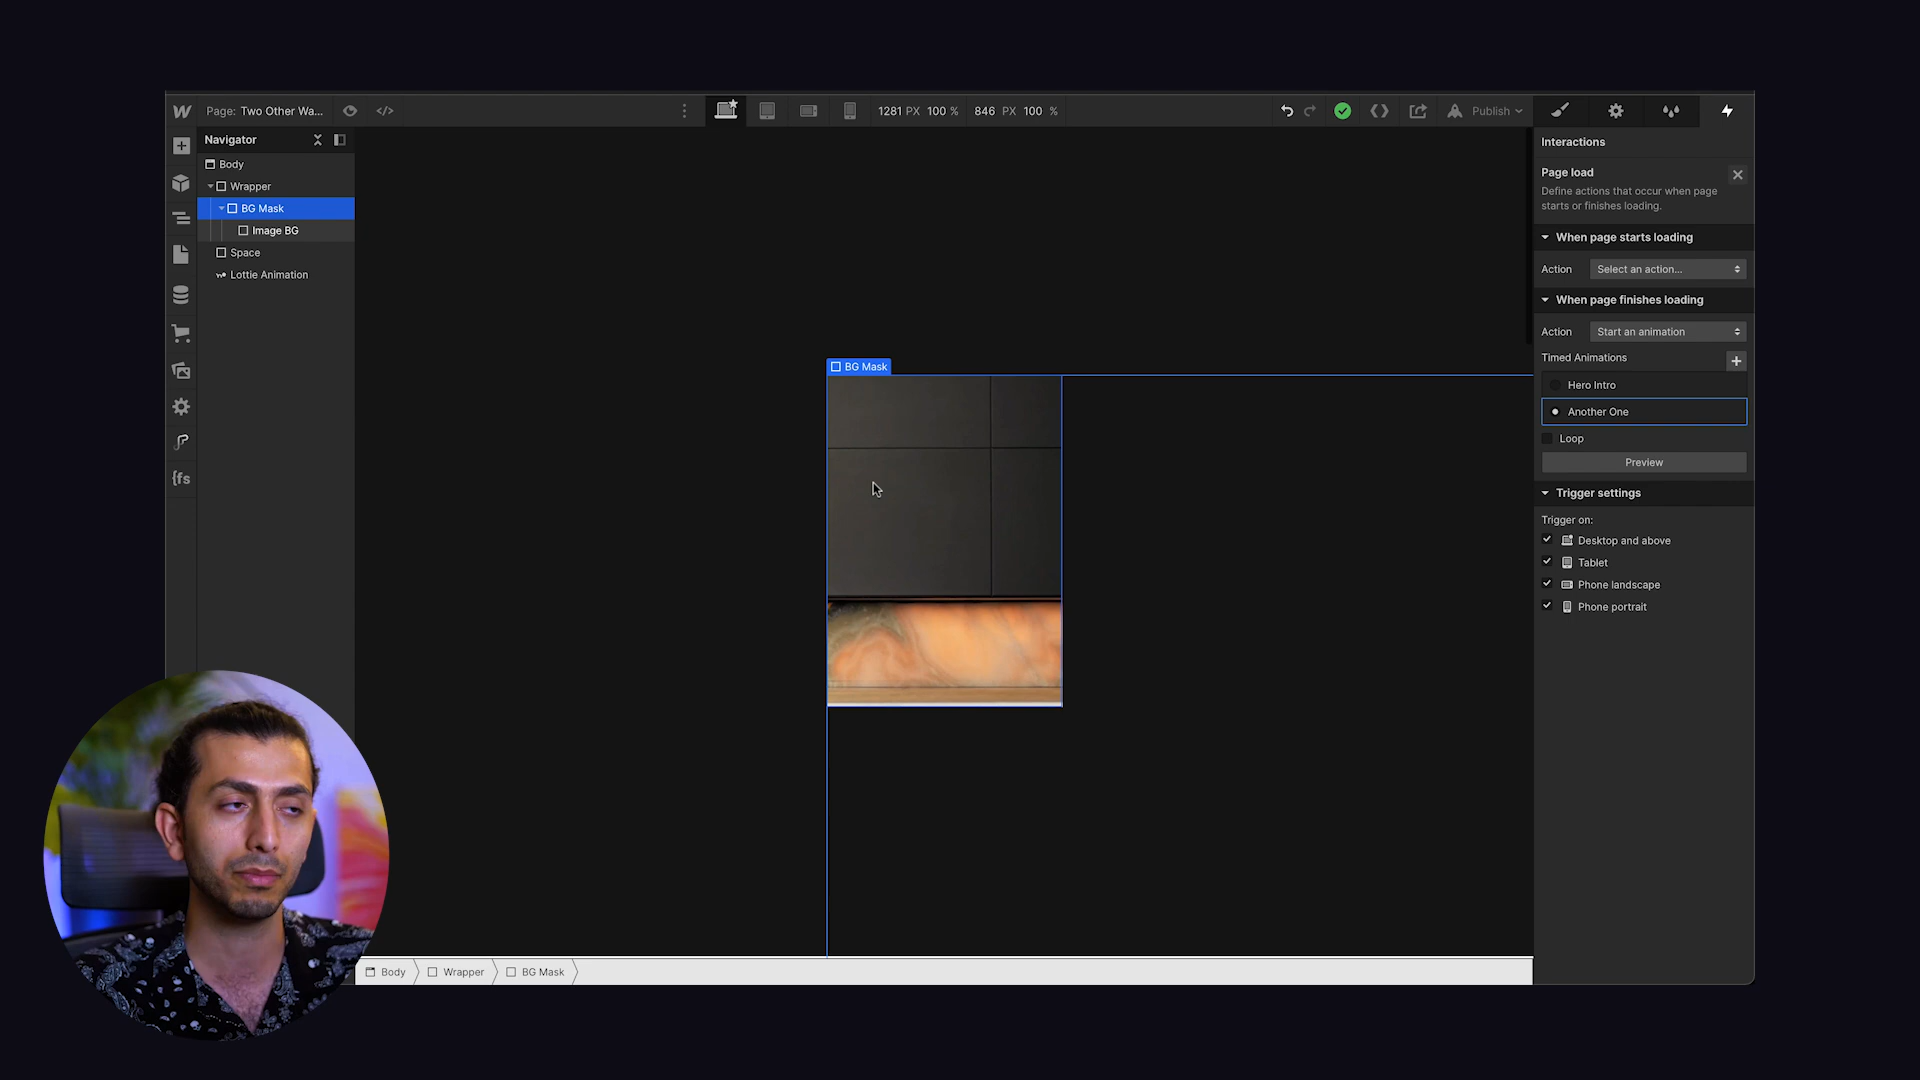 Page: Two Other Wa...
1281 PX 100 % 846 PX 100 %
Publish
Navigator
Body
Wrapper
BG Mask
Image BG
Space
Lottie Animation
{fs
BG Mask
Interactions
Page load
Define actions that occur when page
starts or finishes loading.
When page starts loading
Action Select an action...
When page finishes loading
Action Start an animation
Timed Animations
Hero Intro
Another One
Loop
Preview
Trigger settings
Trigger on:
Desktop and above
Tablet
Phone landscape
Phone portrait
Body Wrapper BG Mask